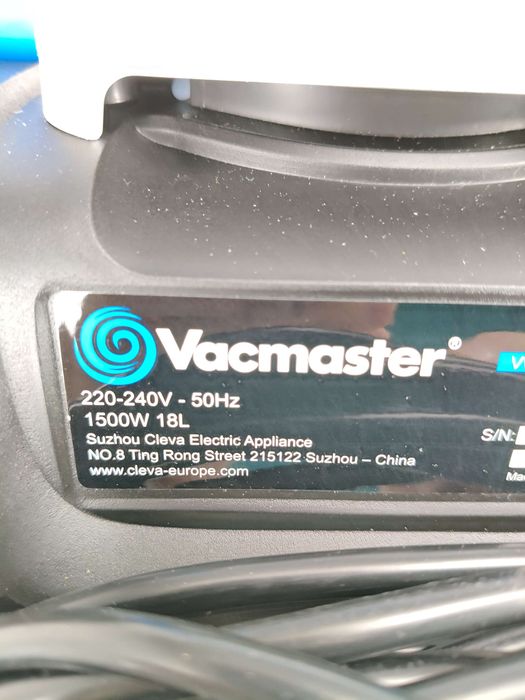 Vacmaster®
220-240V - 50Hz
1500W 18L
Suzhou Cleva Electric Appliance
NO.8 Ting Rong Street 215122 Suzhou – China
www.cleva-europe.com
S/N: